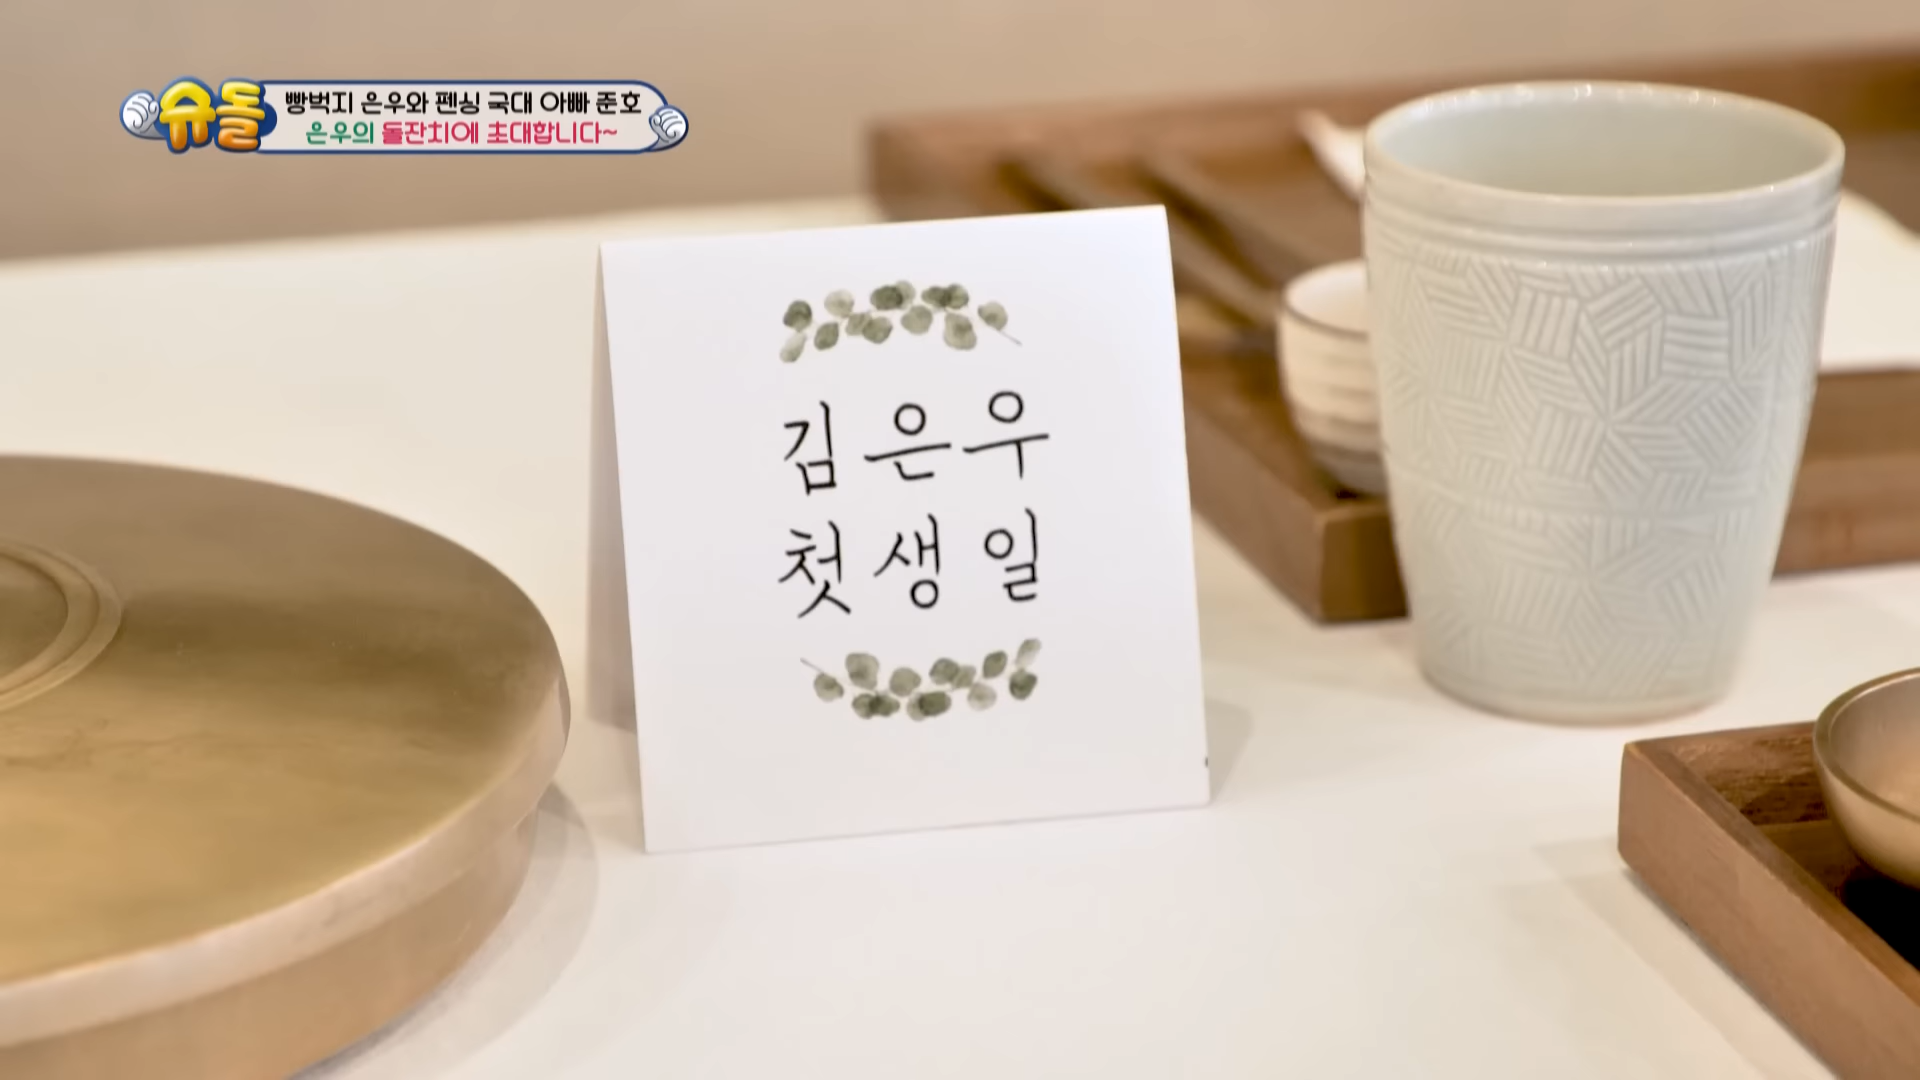 슈돌
빵벅지 은우와 펜싱 국대 아빠 준호
은우의 돌잔치에 초대합니다~
김은우
첫 생일